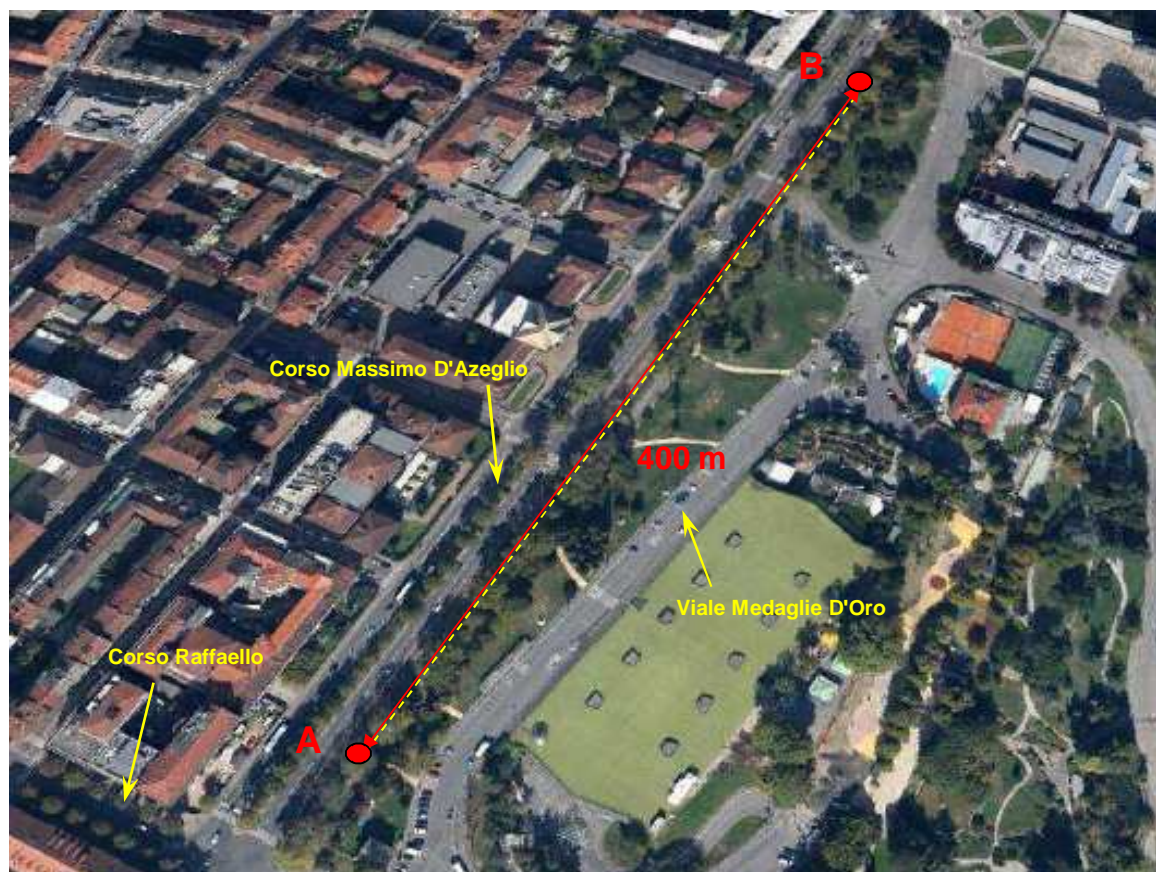 B
Corso Massimo D'Azeglio
400 m
Viale Medaglie D'Oro
Corso Raffaello
A